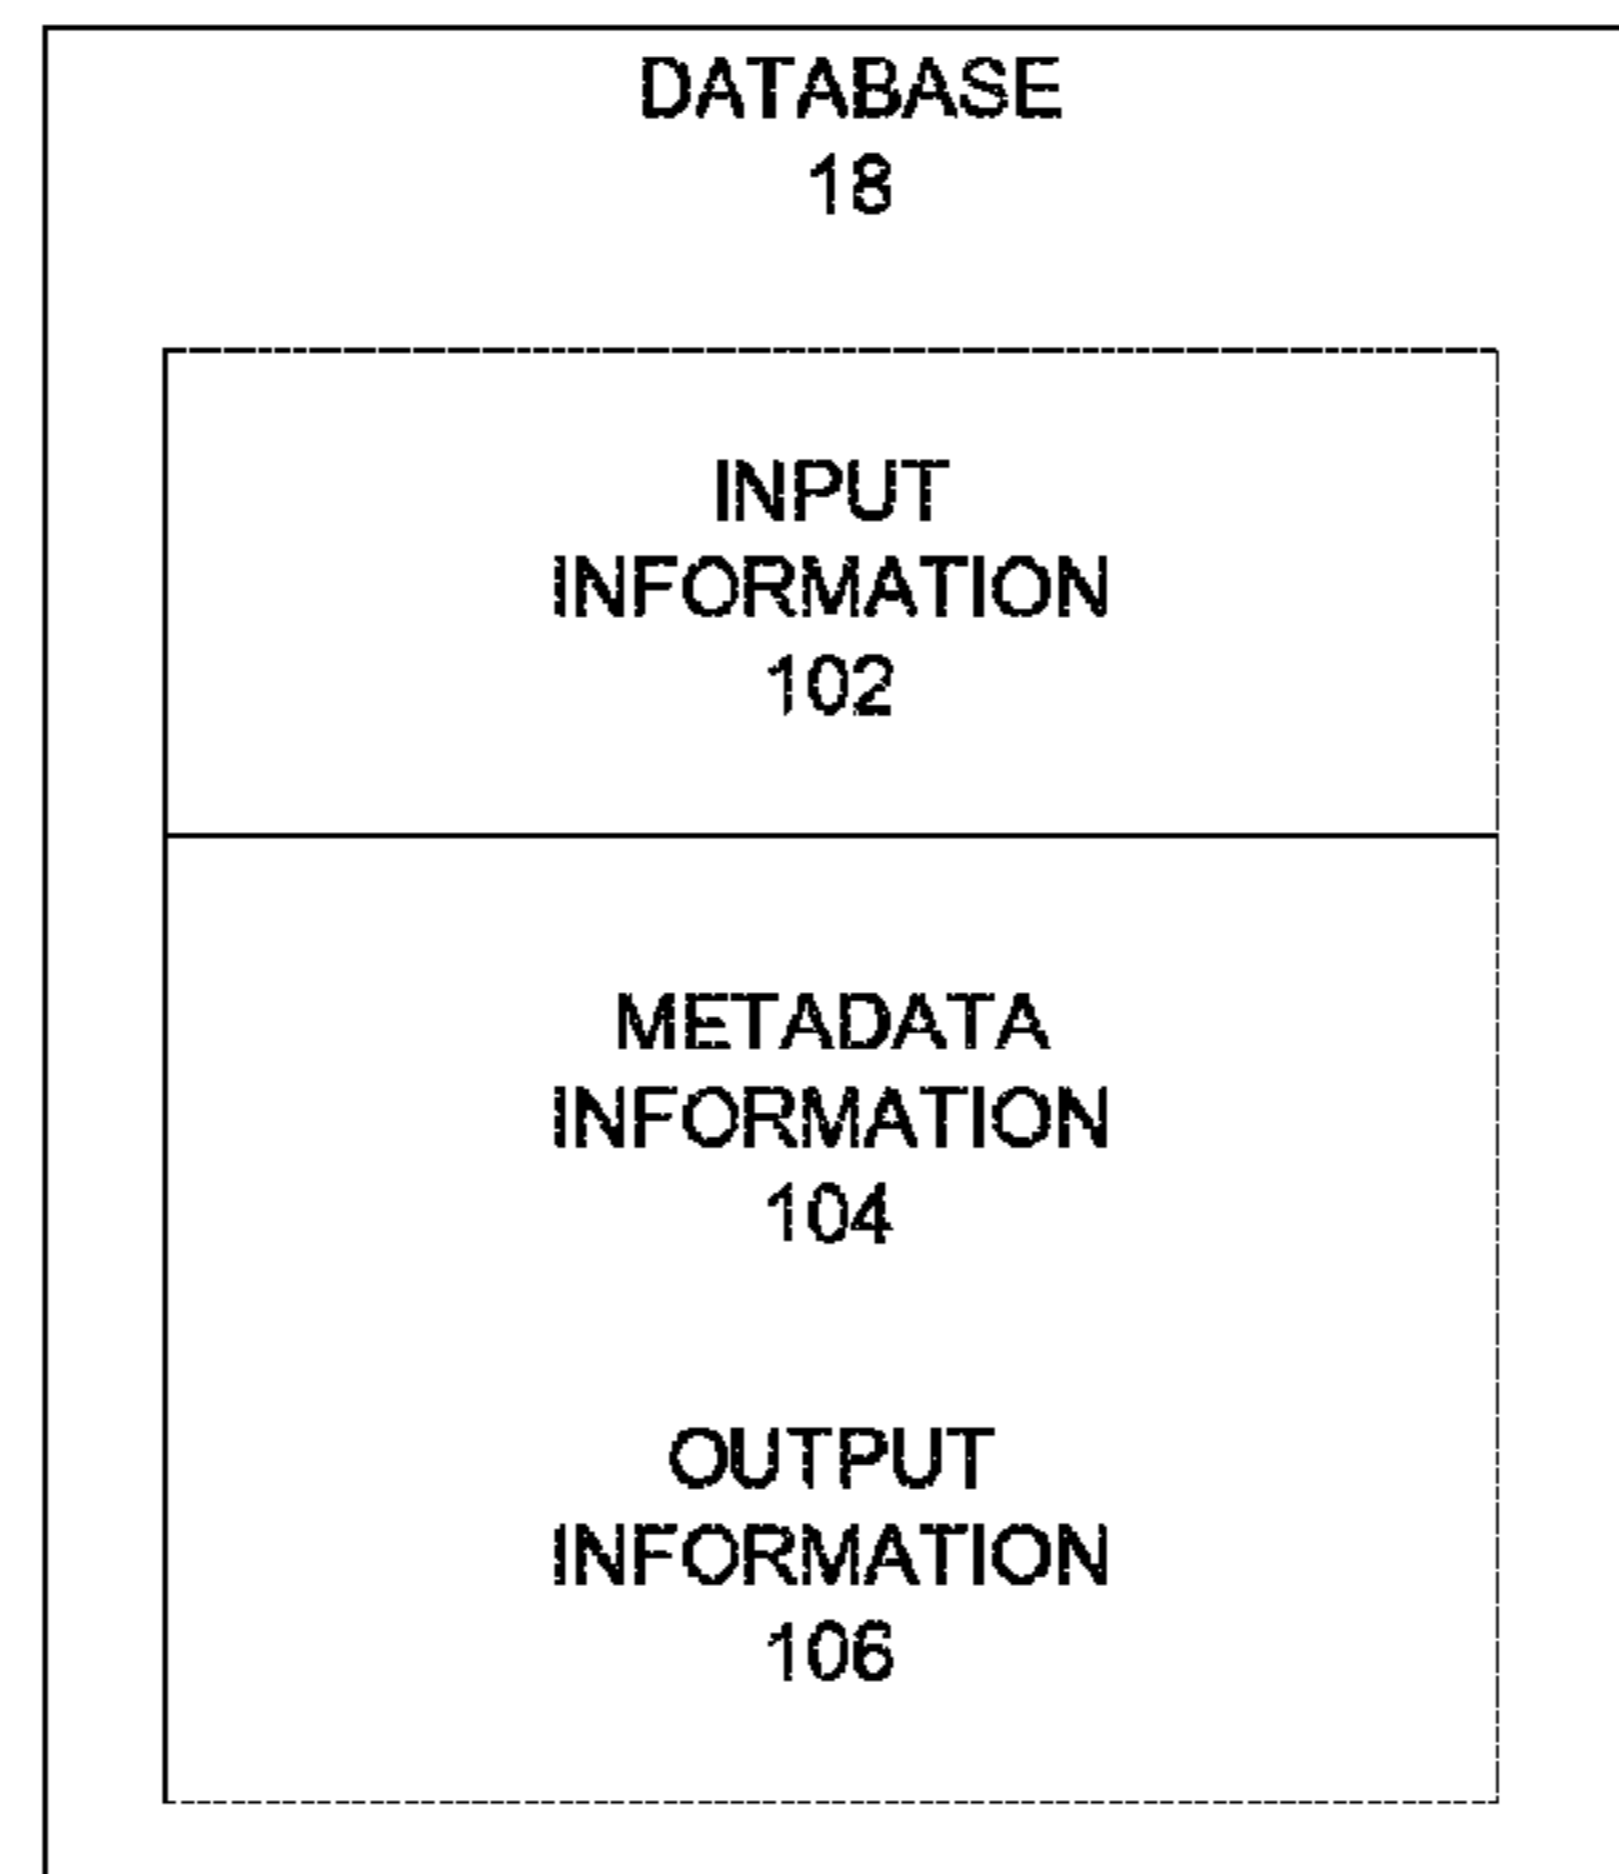 DATABASE
18
INPUT
INFORMATION
102
METADATA
INFORMATION
104
OUTPUT
INFORMATION
106